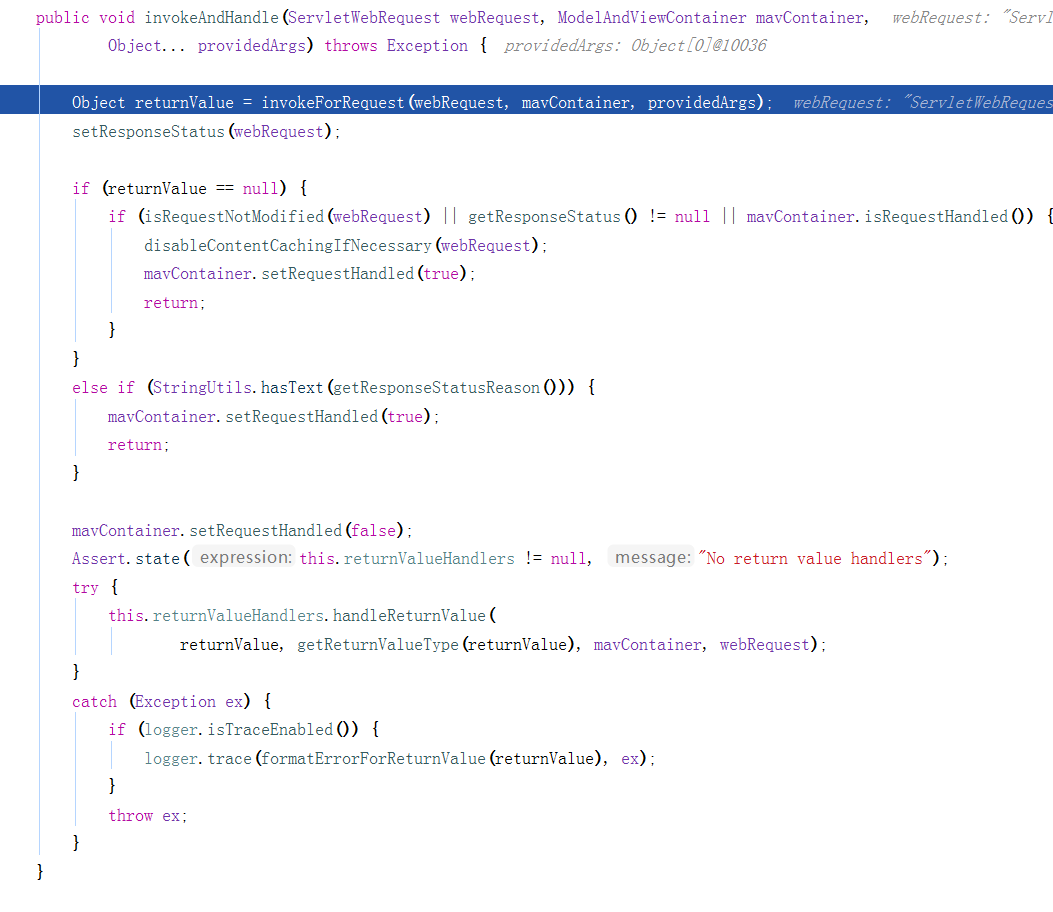 public void invokeAndHandle(ServletWebRequest webRequest, ModelAndViewContainer mavContainer,  webRequest: "Servl
        Object... providedArgs) throws Exception {  providedArgs: Object[0]@10036

    Object returnValue = invokeForRequest(webRequest, mavContainer, providedArgs);  webRequest: "ServletWebReques
    setResponseStatus(webRequest);

    if (returnValue == null) {
        if (isRequestNotModified(webRequest) || getResponseStatus() != null || mavContainer.isRequestHandled()) {
            disableContentCachingIfNecessary(webRequest);
            mavContainer.setRequestHandled(true);
            return;
        }
    }
    else if (StringUtils.hasText(getResponseStatusReason())) {
        mavContainer.setRequestHandled(true);
        return;
    }

    mavContainer.setRequestHandled(false);
    Assert.state( expression: this.returnValueHandlers != null,  message: "No return value handlers");
    try {
        this.returnValueHandlers.handleReturnValue(
                returnValue, getReturnValueType(returnValue), mavContainer, webRequest);
    }
    catch (Exception ex) {
        if (logger.isTraceEnabled()) {
            logger.trace(formatErrorForReturnValue(returnValue), ex);
        }
        throw ex;
    }
}